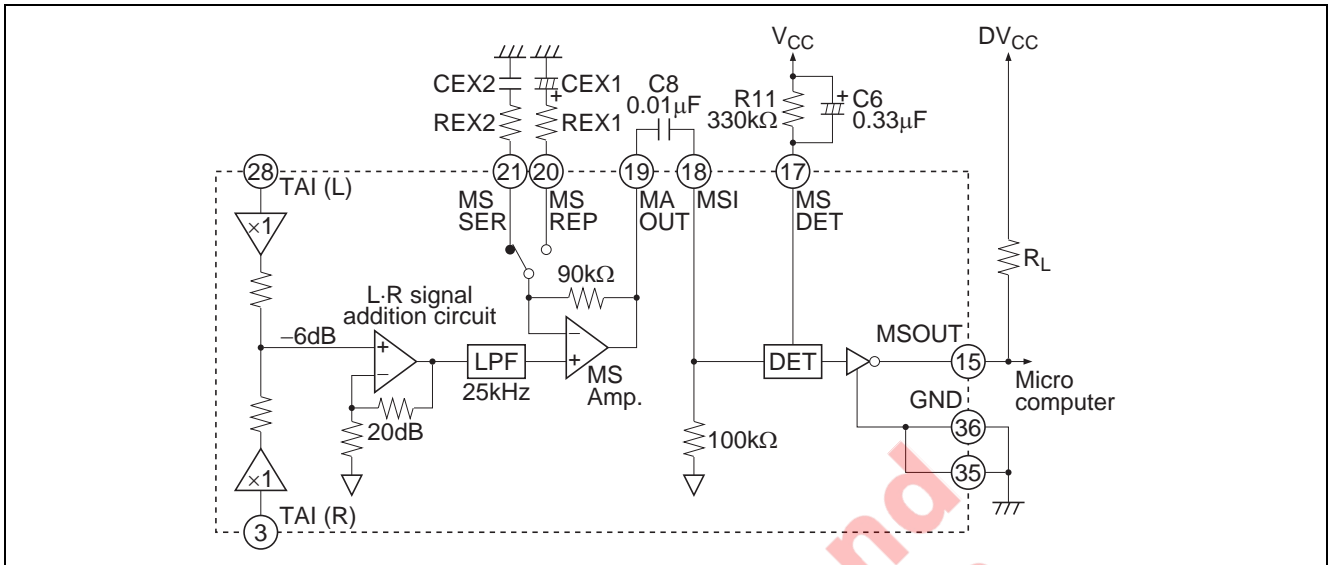 VCC
DVCC
CEX2
CEX1
+
C8
0.01μF
R11
330kΩ
+
C6
0.33μF
REX2
REX1
28
21
20
19
18
17
TAI (L)
MS SER
MS REP
MA OUT
MSI
MS DET
×1
RL
90kΩ
L·R signal
addition circuit
−6dB
+
−
LPF
25kHz
−
+
MS
Amp.
DET
MSOUT
15
Micro
computer
GND
20dB
100kΩ
36
35
×1
TAI (R)
3
nd